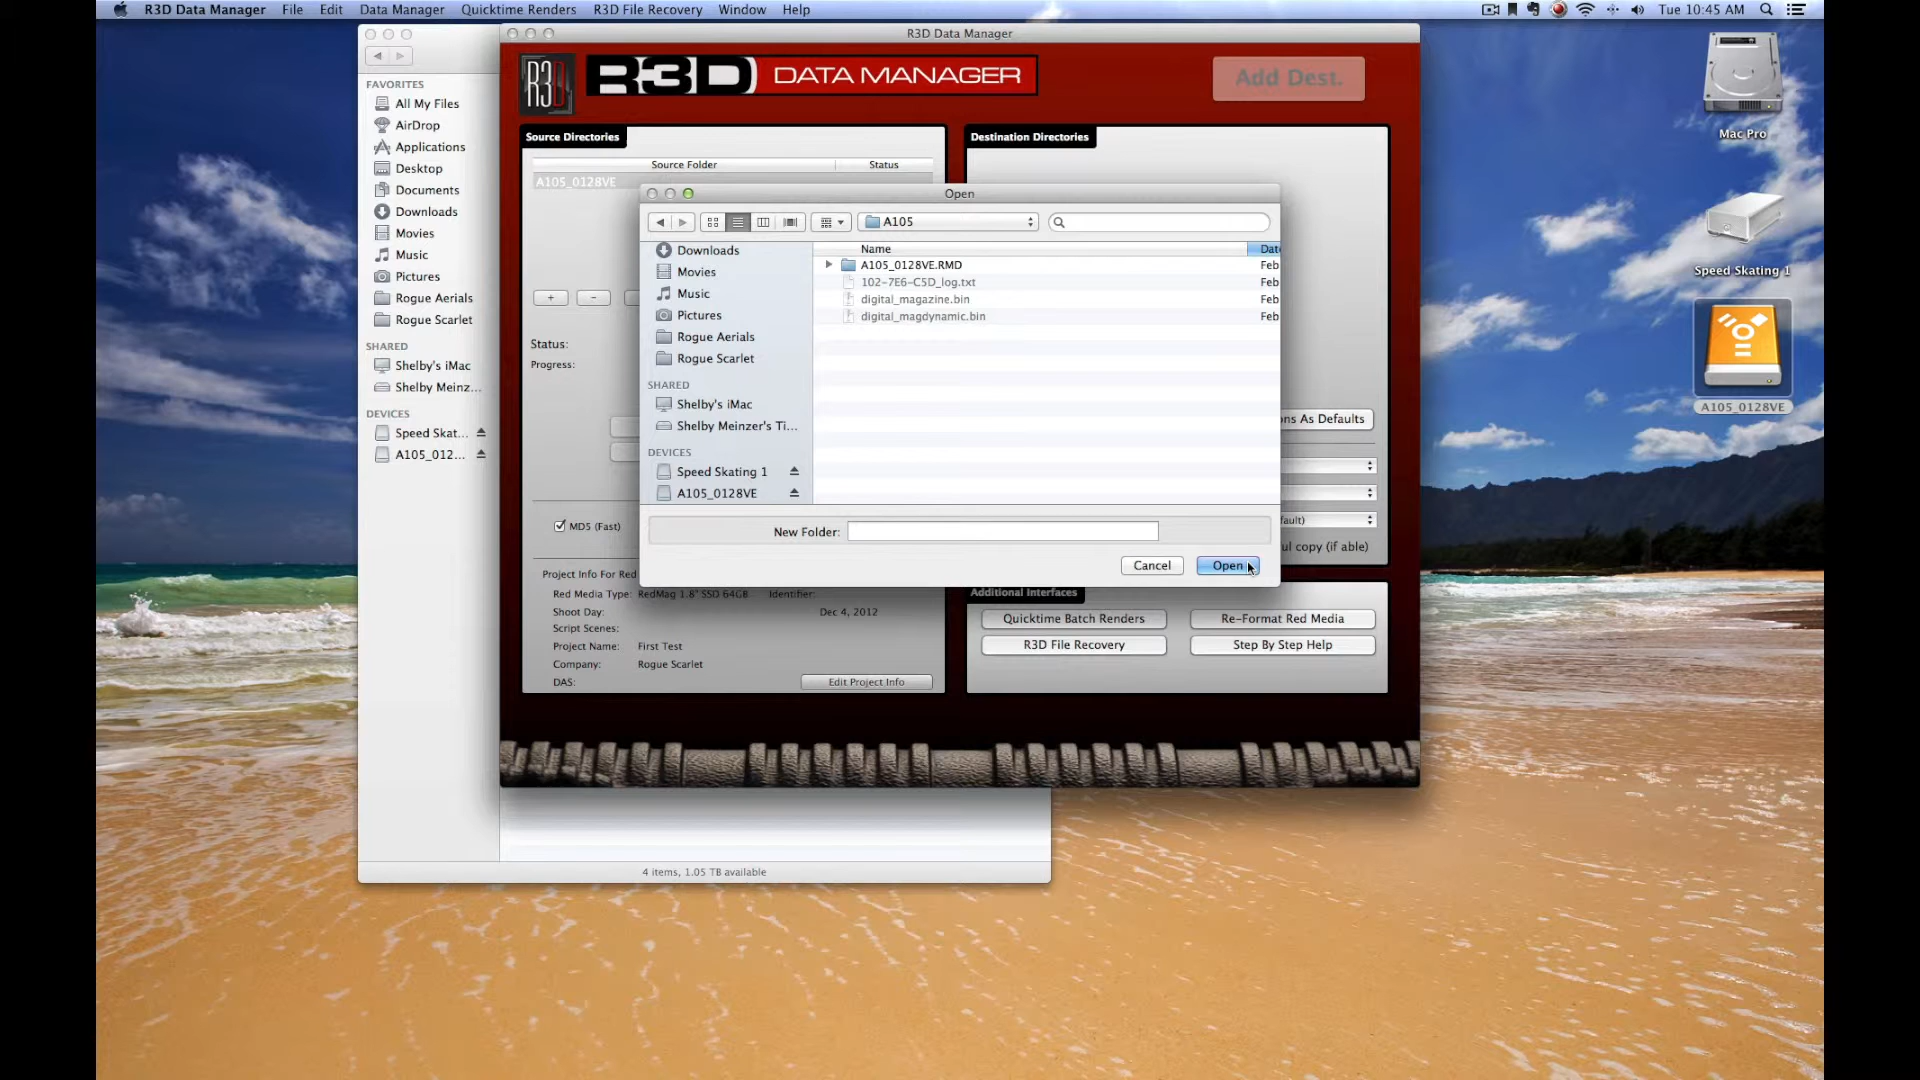 R3D Data Manager File Edit Data Manager Quicktime Renders R3D File Recovery Window Help Tue 10:45 AM
R3D Data Manager
R3D
R3D DATA MANAGER
Add Dest.
FAVORITES
All My Files
AirDrop
Applications
Desktop
Documents
Downloads
Movies
Music
Pictures
Rogue Aerials
Rogue Scarlet
SHARED
Shelby's iMac
Shelby Meinz...
DEVICES
Speed Skat...
A105_012...
Source Directories
Source Folder Status
A105_0128VE
+ -
Status:
Progress:
MD5 (Fast)
Project Info For Red
Red Media Type: RedMag 1.8" SSD 64GB Identifier:
Shoot Day: Dec 4, 2012
Script Scenes:
Project Name: First Test
Company: Rogue Scarlet
DAS:
Edit Project Info
Destination Directories
Open
A105
Downloads
Movies
Music
Pictures
Rogue Aerials
Rogue Scarlet
SHARED
Shelby's iMac
Shelby Meinzer's Ti...
DEVICES
Speed Skating 1
A105_0128VE
Name Date
A105_0128VE.RMD Feb
102-7E6-C5D_log.txt Feb
digital_magazine.bin Feb
digital_magdynamic.bin Feb
New Folder:
Cancel Open
ns As Defaults
ault)
ul copy (if able)
Additional Interfaces
Quicktime Batch Renders Re-Format Red Media
R3D File Recovery Step By Step Help
4 items, 1.05 TB available
Mac Pro
Speed Skating 1
A105_0128VE